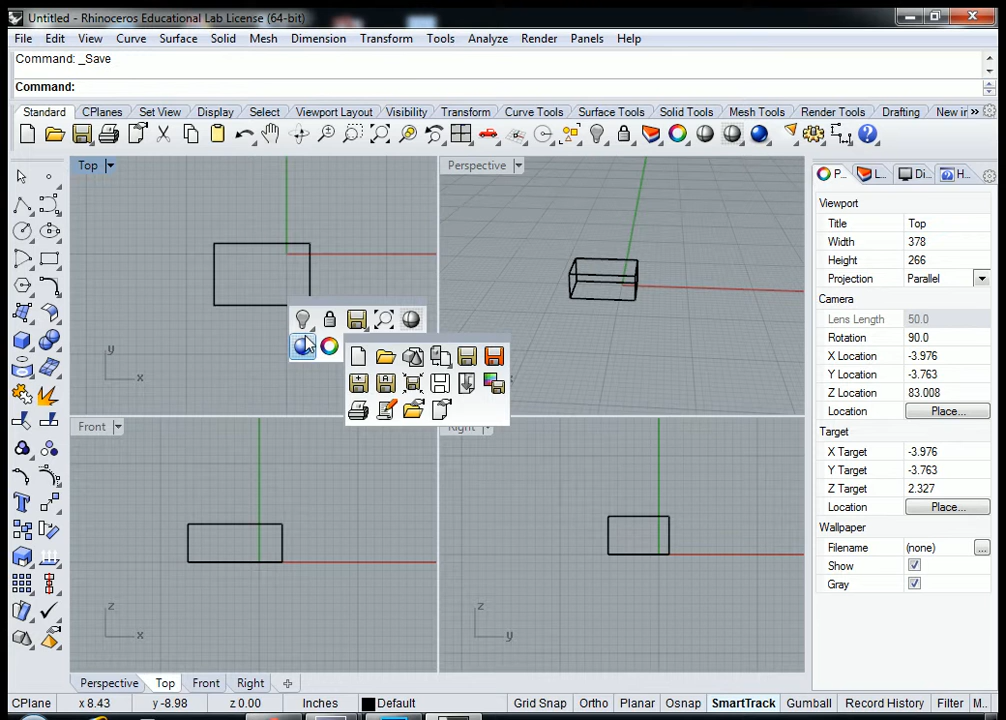 Untitled - Rhinoceros Educational Lab License (64-bit)
File Edit View Curve Surface Solid Mesh Dimension Transform Tools Analyze Render Panels Help
Command: _Save
Command:
Standard CPlanes Set View Display Select Viewport Layout Visibility Transform Curve Tools Surface Tools Solid Tools Mesh Tools Render Tools Drafting New in »
Top
Perspective
P... L... Di... H...
Viewport
Title Top
Width 378
Height 266
Projection Parallel
Camera
Lens Length 50.0
Rotation 90.0
X Location -3.976
Y Location -3.763
Z Location 83.008
Location Place...
Target
X Target -3.976
Y Target -3.763
Z Target 2.327
Location Place...
Wallpaper
Filename (none) ...
Show
Gray
y
x
Front
Right
z
x
z
y
Perspective Top Front Right
CPlane x 8.43 y -8.98 z 0.00 Inches Default Grid Snap Ortho Planar Osnap SmartTrack Gumball Record History Filter M...